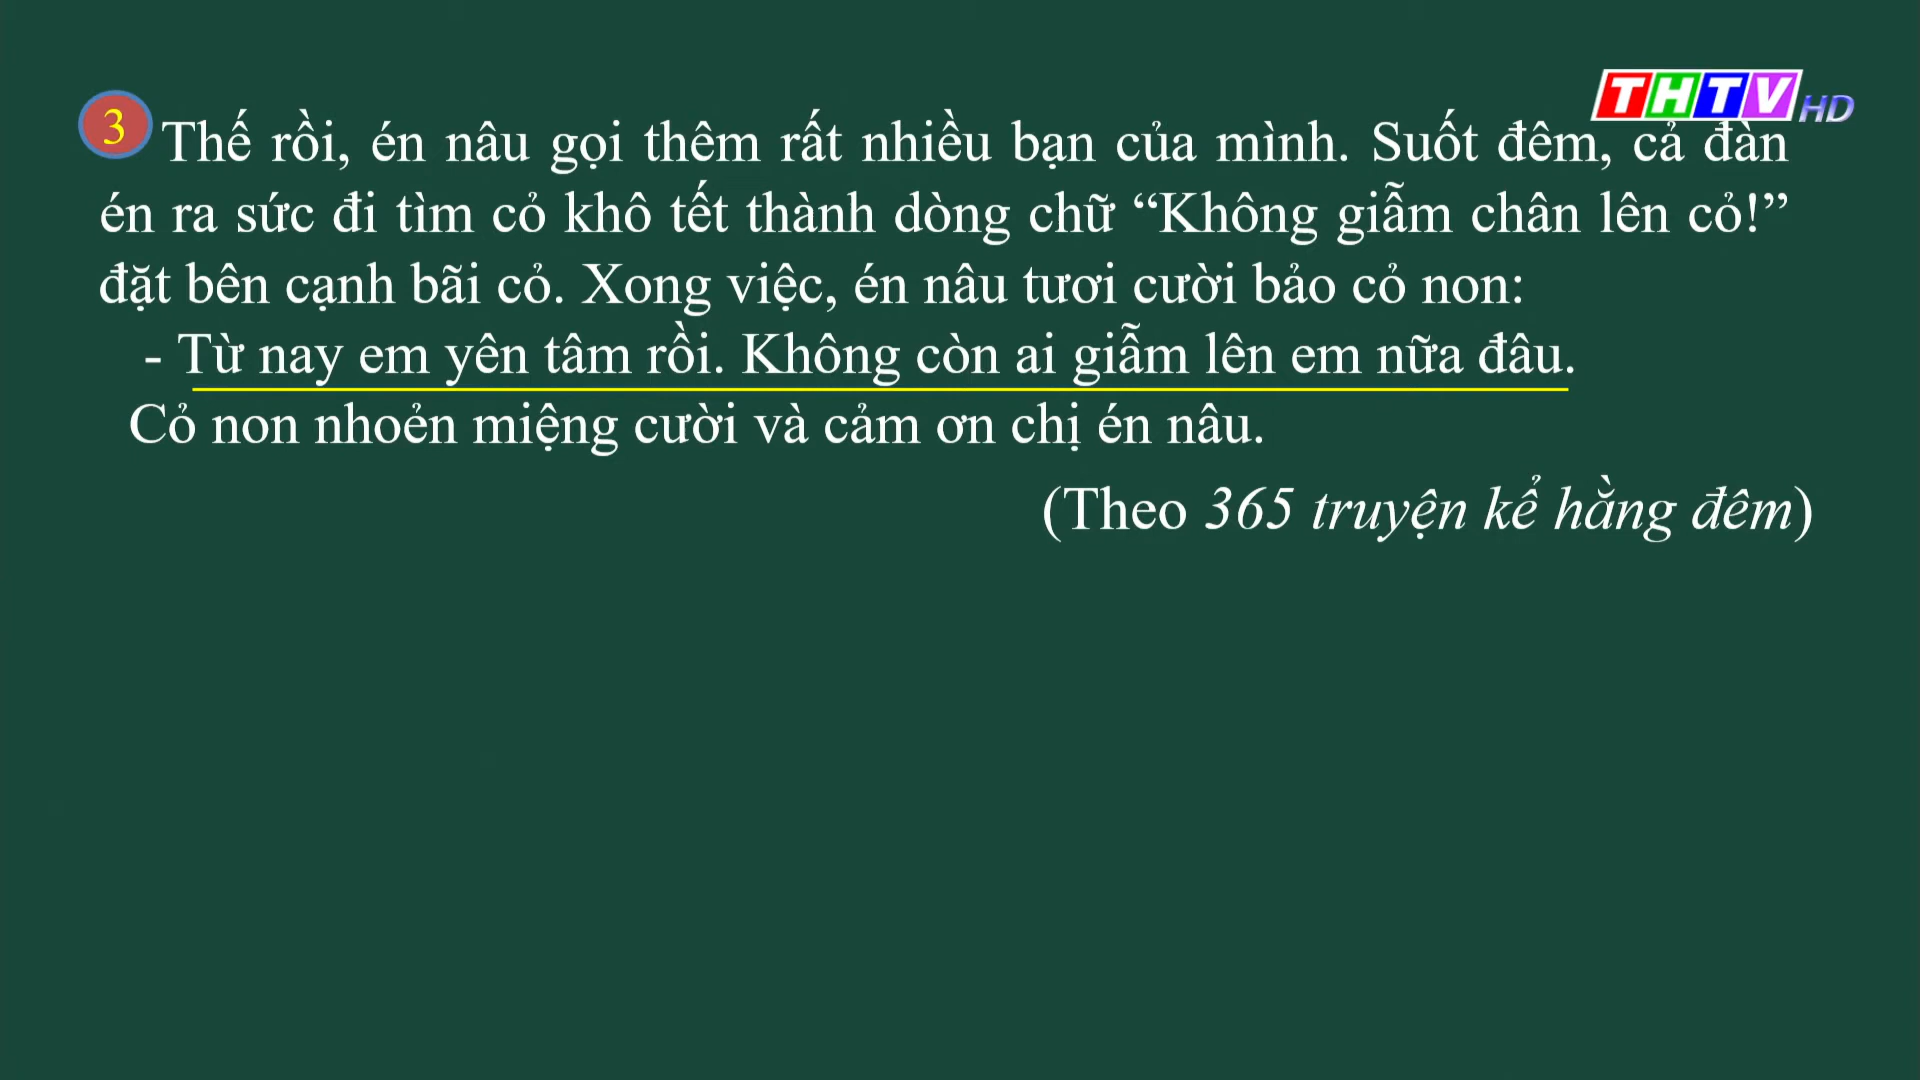 THTV HD
3 Thế rồi, én nâu gọi thêm rất nhiều bạn của mình. Suốt đêm, cả đàn
én ra sức đi tìm cỏ khô tết thành dòng chữ “Không giẫm chân lên cỏ!”
đặt bên cạnh bãi cỏ. Xong việc, én nâu tươi cười bảo cỏ non:
- Từ nay em yên tâm rồi. Không còn ai giẫm lên em nữa đâu.
Cỏ non nhoẻn miệng cười và cảm ơn chị én nâu.
(Theo 365 truyện kể hằng đêm)